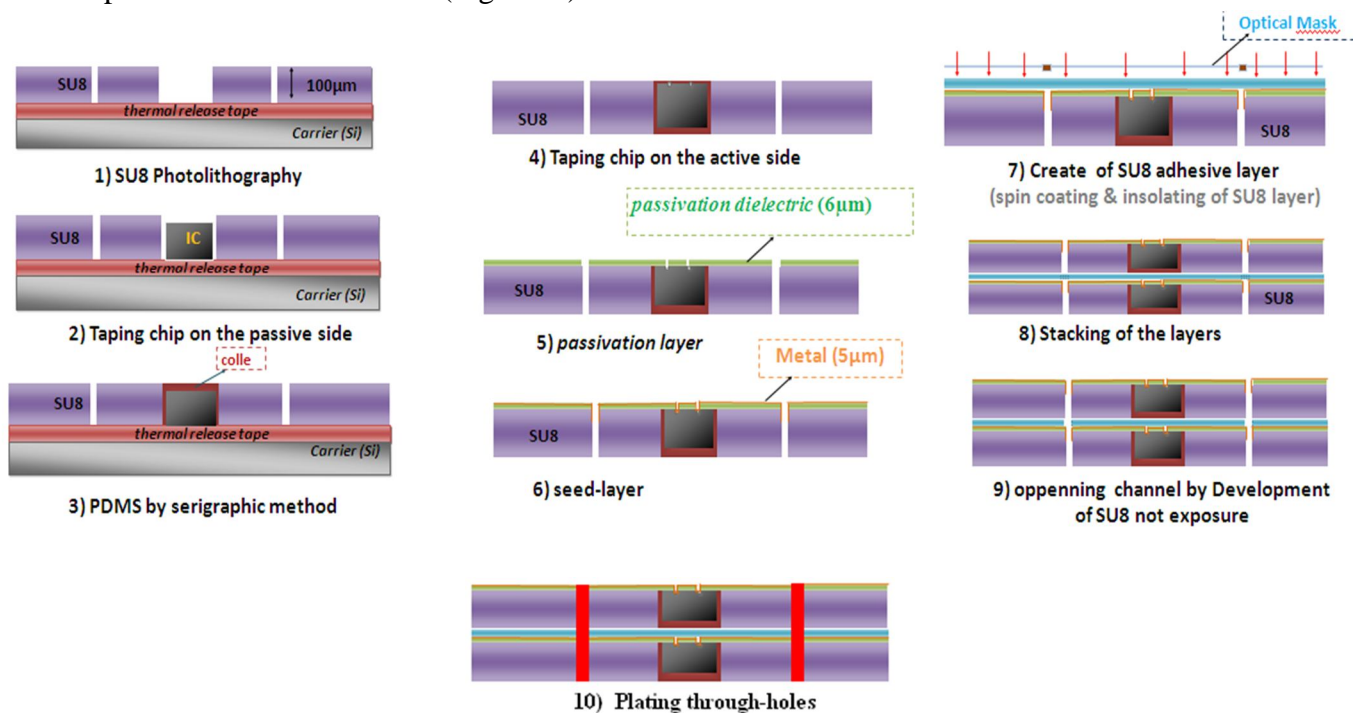 SU8
100µm
thermal release tape
Carrier (Si)
1) SU8 Photolithography
SU8
IC
thermal release tape
Carrier (Si)
2) Taping chip on the passive side
colle
SU8
thermal release tape
Carrier (Si)
3) PDMS by serigraphic method
SU8
4) Taping chip on the active side
passivation dielectric (6µm)
SU8
5) passivation layer
Metal (5µm)
SU8
6) seed-layer
Optical Mask
SU8
7) Create of SU8 adhesive layer
(spin coating & insolating of SU8 layer)
SU8
8) Stacking of the layers
9) oppenning channel by Development
of SU8 not exposure
10) Plating through-holes